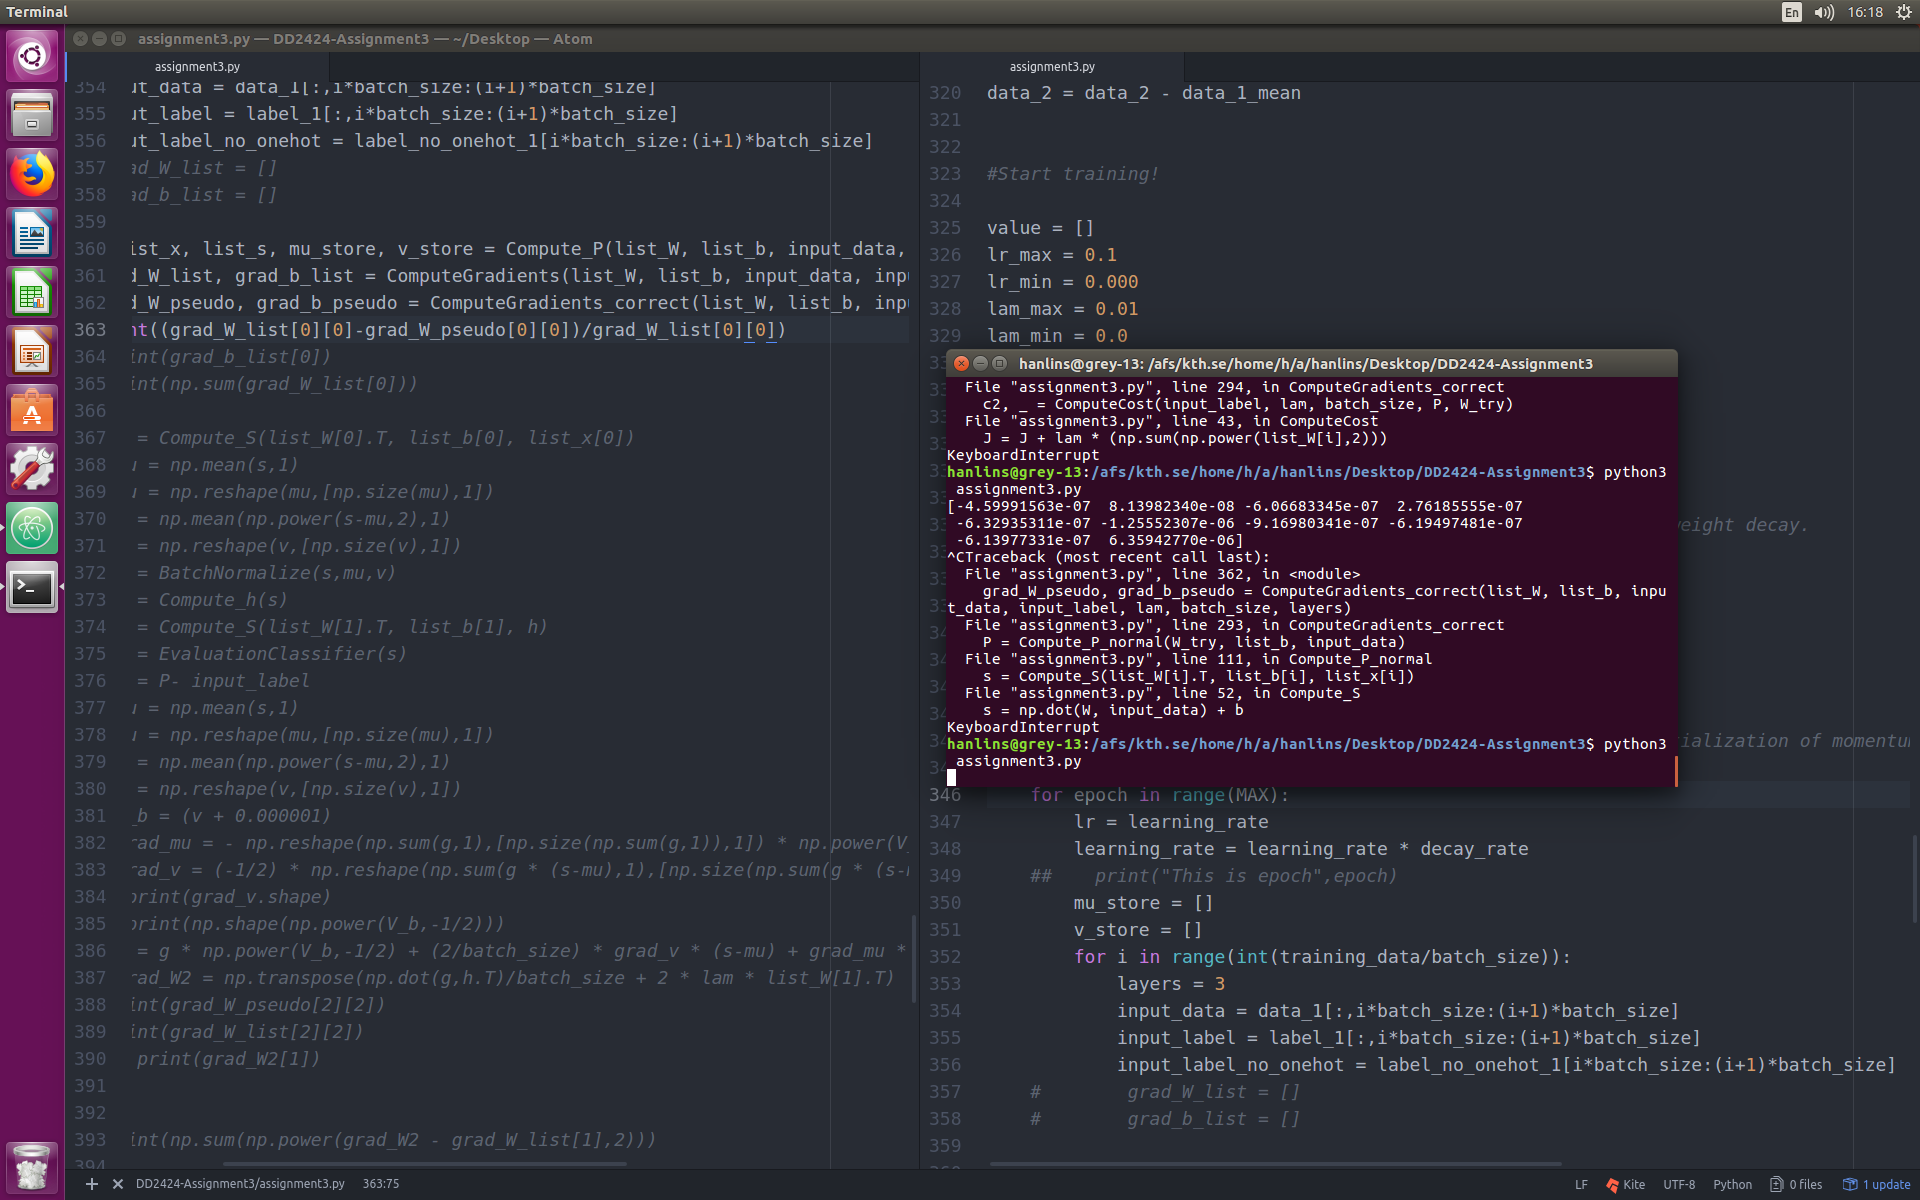 Terminal
En
16:18
assignment3.py — DD2424-Assignment3 — ~/Desktop — Atom
assignment3.py
354 ut_data = data_1[:,i*batch_size:(i+1)*batch_size]
355 ut_label = label_1[:,i*batch_size:(i+1)*batch_size]
356 ut_label_no_onehot = label_no_onehot_1[i*batch_size:(i+1)*batch_size]
357 ad_W_list = []
358 ad_b_list = []
359
360 ist_x, list_s, mu_store, v_store = Compute_P(list_W, list_b, input_data,
361 d_W_list, grad_b_list = ComputeGradients(list_W, list_b, input_data, inpu
362 d_W_pseudo, grad_b_pseudo = ComputeGradients_correct(list_W, list_b, inpu
363 nt((grad_W_list[0][0]-grad_W_pseudo[0][0])/grad_W_list[0][0])
364 int(grad_b_list[0])
365 int(np.sum(grad_W_list[0]))
366
367 = Compute_S(list_W[0].T, list_b[0], list_x[0])
368 u = np.mean(s,1)
369 u = np.reshape(mu,[np.size(mu),1])
370 = np.mean(np.power(s-mu,2),1)
371 = np.reshape(v,[np.size(v),1])
372 = BatchNormalize(s,mu,v)
373 = Compute_h(s)
374 = Compute_S(list_W[1].T, list_b[1], h)
375 = EvaluationClassifier(s)
376 = P- input_label
377 u = np.mean(s,1)
378 u = np.reshape(mu,[np.size(mu),1])
379 = np.mean(np.power(s-mu,2),1)
380 = np.reshape(v,[np.size(v),1])
381 _b = (v + 0.000001)
382 rad_mu = - np.reshape(np.sum(g,1),[np.size(np.sum(g,1)),1]) * np.power(V_
383 rad_v = (-1/2) * np.reshape(np.sum(g * (s-mu),1),[np.size(np.sum(g * (s-m
384 print(grad_v.shape)
385 print(np.shape(np.power(V_b,-1/2)))
386 = g * np.power(V_b,-1/2) + (2/batch_size) * grad_v * (s-mu) + grad_mu *
387 rad_W2 = np.transpose(np.dot(g,h.T)/batch_size + 2 * lam * list_W[1].T)
388 int(grad_W_pseudo[2][2])
389 int(grad_W_list[2][2])
390 print(grad_W2[1])
391
392
393 int(np.sum(np.power(grad_W2 - grad_W_list[1],2)))
394
assignment3.py
320 data_2 = data_2 - data_1_mean
321
322
323 #Start training!
324
325 value = []
326 lr_max = 0.1
327 lr_min = 0.000
328 lam_max = 0.01
329 lam_min = 0.0
eight decay.
ialization of momentu
hanlins@grey-13: /afs/kth.se/home/h/a/hanlins/Desktop/DD2424-Assignment3
File "assignment3.py", line 294, in ComputeGradients_correct
c2, _ = ComputeCost(input_label, lam, batch_size, P, W_try)
File "assignment3.py", line 43, in ComputeCost
J = J + lam * (np.sum(np.power(list_W[i],2)))
KeyboardInterrupt
hanlins@grey-13:/afs/kth.se/home/h/a/hanlins/Desktop/DD2424-Assignment3$ python3
assignment3.py
[-4.59991563e-07 8.13982340e-08 -6.06683345e-07 2.76185555e-07
-6.32935311e-07 -1.25552307e-06 -9.16980341e-07 -6.19497481e-07
-6.13977331e-07 6.35942770e-06]
^CTraceback (most recent call last):
File "assignment3.py", line 362, in <module>
grad_W_pseudo, grad_b_pseudo = ComputeGradients_correct(list_W, list_b, inpu
t_data, input_label, lam, batch_size, layers)
File "assignment3.py", line 293, in ComputeGradients_correct
P = Compute_P_normal(W_try, list_b, input_data)
File "assignment3.py", line 111, in Compute_P_normal
s = Compute_S(list_W[i].T, list_b[i], list_x[i])
File "assignment3.py", line 52, in Compute_S
s = np.dot(W, input_data) + b
KeyboardInterrupt
hanlins@grey-13:/afs/kth.se/home/h/a/hanlins/Desktop/DD2424-Assignment3$ python3
assignment3.py
346 for epoch in range(MAX):
347 lr = learning_rate
348 learning_rate = learning_rate * decay_rate
349 ## print("This is epoch",epoch)
350 mu_store = []
351 v_store = []
352 for i in range(int(training_data/batch_size)):
353 layers = 3
354 input_data = data_1[:,i*batch_size:(i+1)*batch_size]
355 input_label = label_1[:,i*batch_size:(i+1)*batch_size]
356 input_label_no_onehot = label_no_onehot_1[i*batch_size:(i+1)*batch_size]
357 # grad_W_list = []
358 # grad_b_list = []
359
DD2424-Assignment3/assignment3.py 363:75
LF Kite UTF-8 Python 0 files 1 update